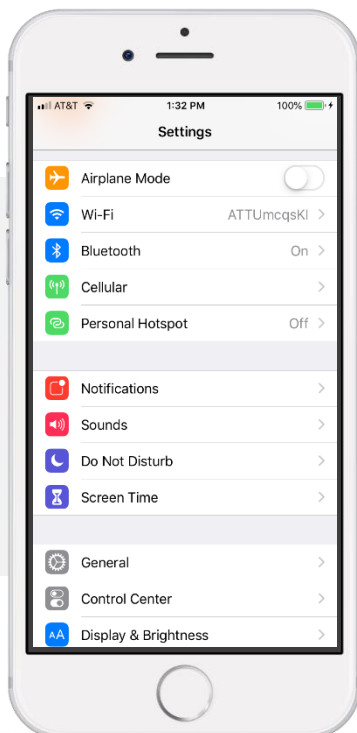 AT&T 1:32 PM 100%
Settings
Airplane Mode
Wi-Fi ATTUmcqsKI
Bluetooth On
Cellular
Personal Hotspot Off
Notifications
Sounds
Do Not Disturb
Screen Time
General
Control Center
AA Display & Brightness